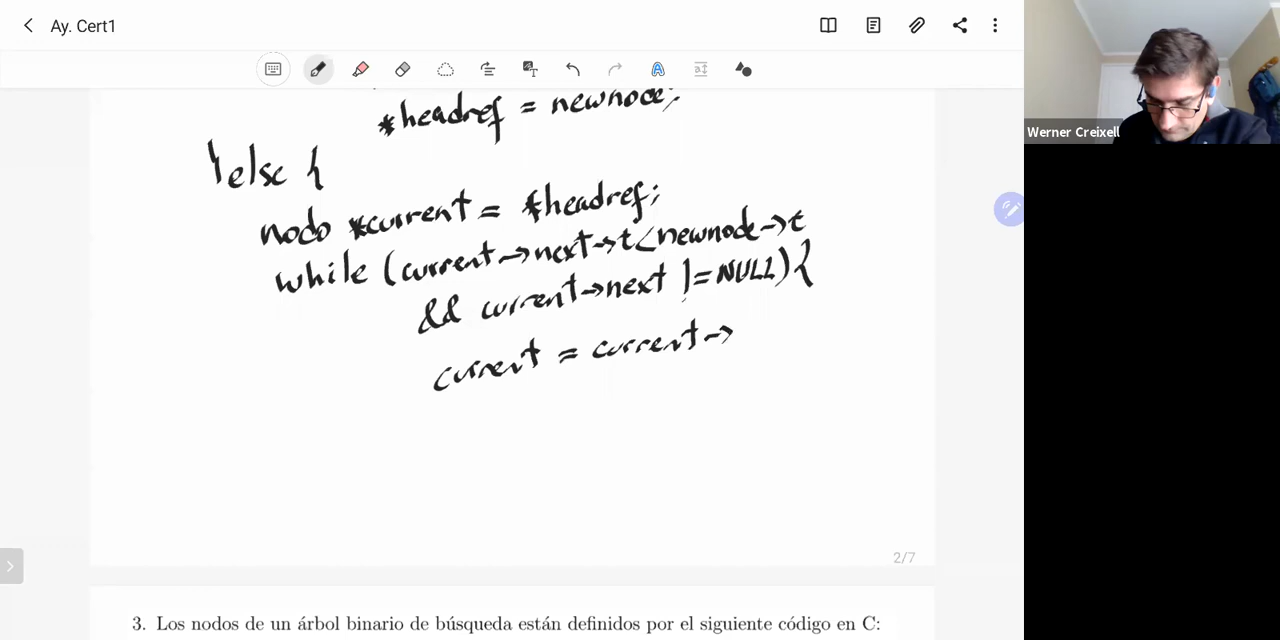 Ay. Cert1
*headref = newnode;
}else {
nodo *current = *headref;
while (current->next->t<newnode->t
&& current->next != NULL){
current = current->
2/7
3. Los nodos de un árbol binario de búsqueda están definidos por el siguiente código en C:
Werner Creixell